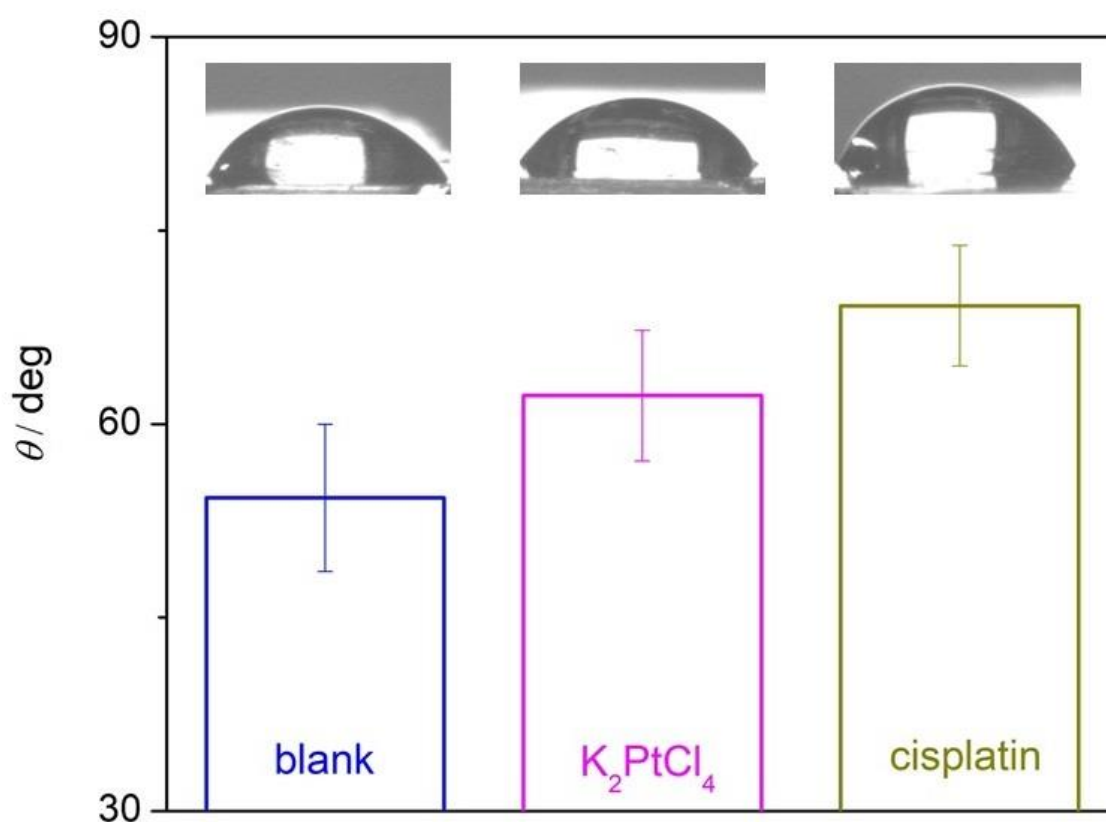 90
60
30
θ / deg
blank
K₂PtCl₄
cisplatin